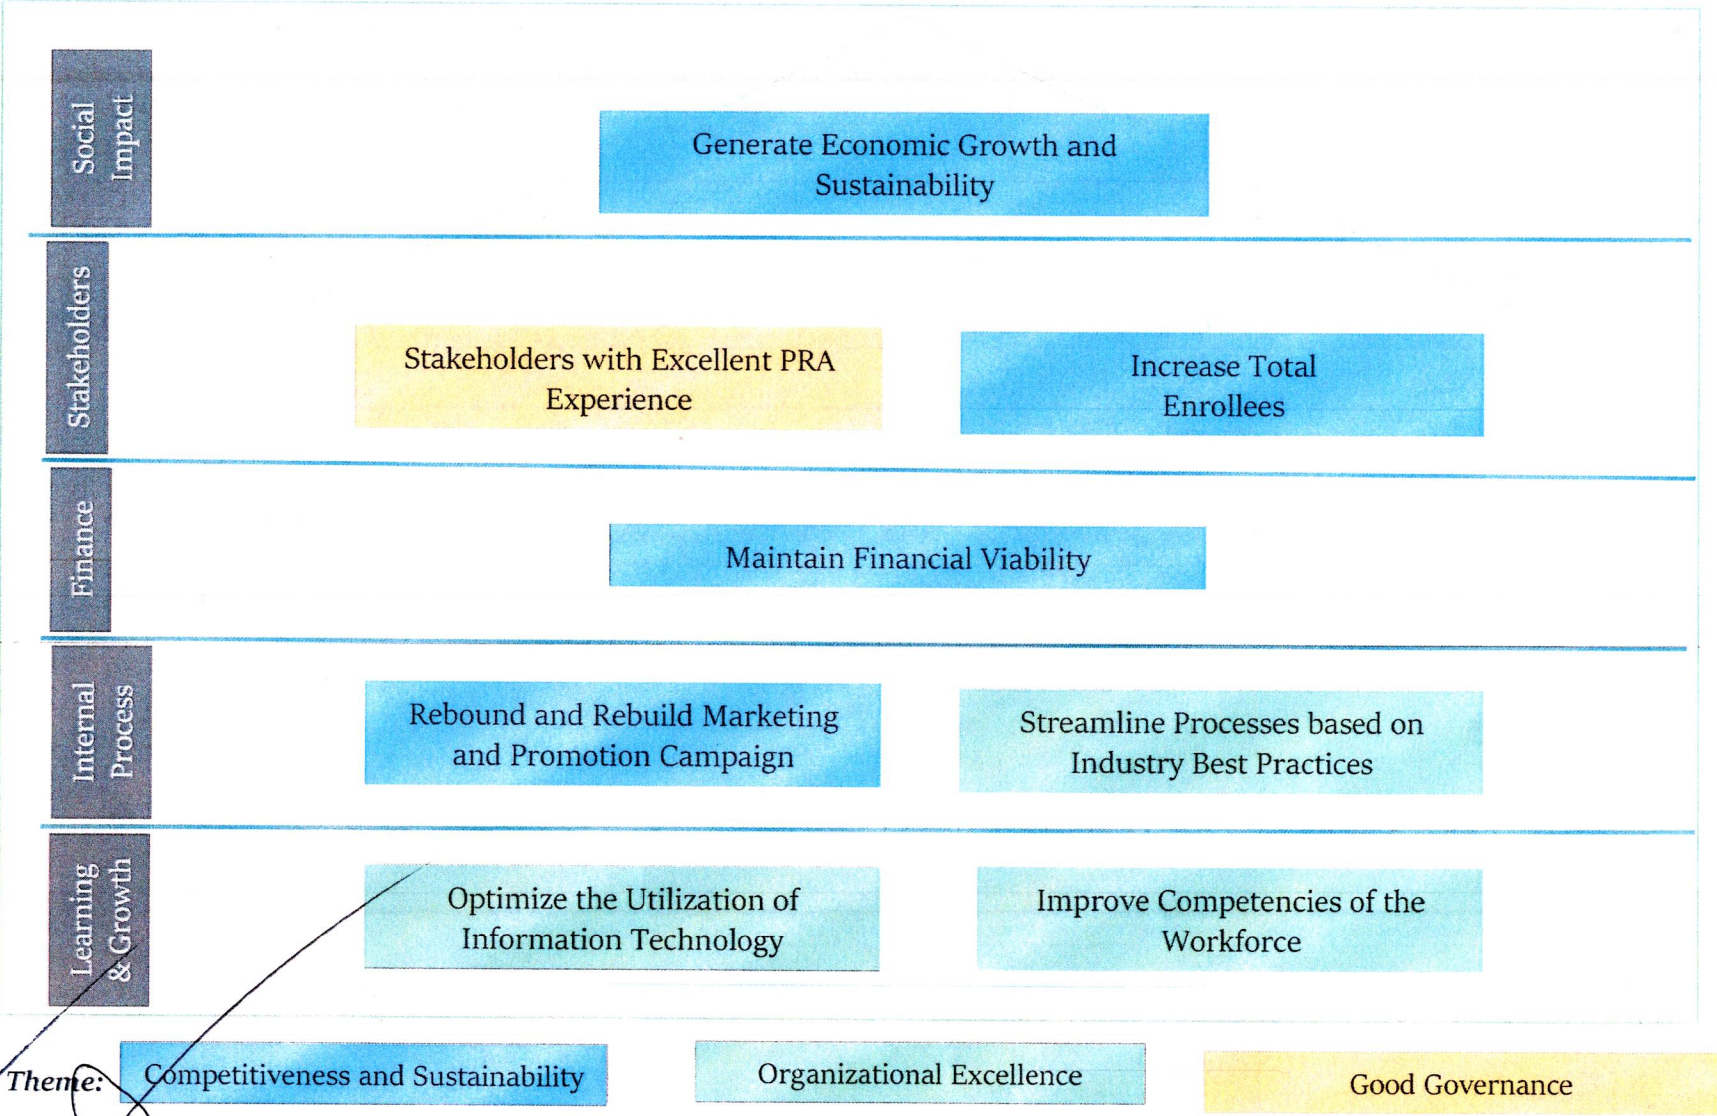 Social
Impact
Generate Economic Growth and
Sustainability
Stakeholders
Stakeholders with Excellent PRA
Experience
Increase Total
Enrollees
Finance
Maintain Financial Viability
Internal
Process
Rebound and Rebuild Marketing
and Promotion Campaign
Streamline Processes based on
Industry Best Practices
Learning
& Growth
Optimize the Utilization of
Information Technology
Improve Competencies of the
Workforce
Theme:
Competitiveness and Sustainability
Organizational Excellence
Good Governance